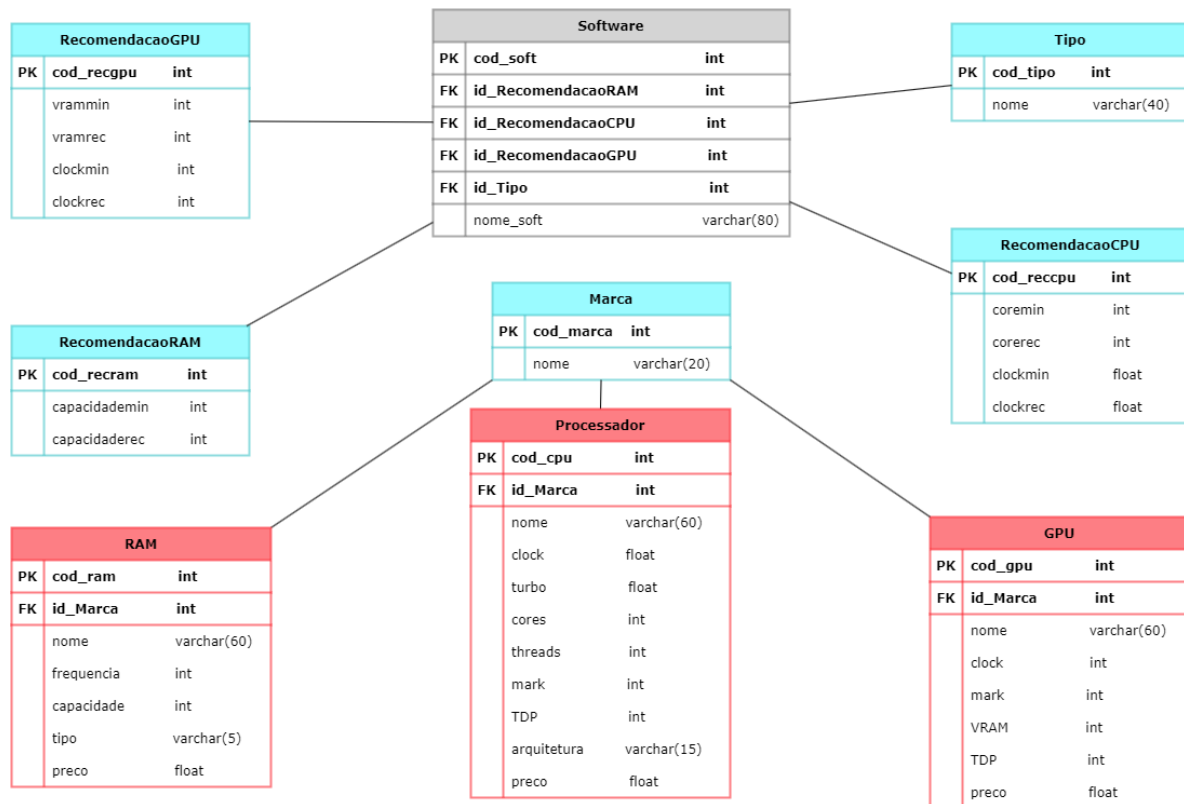 RecomendacaoGPU
PK cod_recgpu int
vrammin int
vramrec int
clockmin int
clockrec int
Software
PK cod_soft int
FK id_RecomendacaoRAM int
FK id_RecomendacaoCPU int
FK id_RecomendacaoGPU int
FK id_Tipo int
nome_soft varchar(80)
Tipo
PK cod_tipo int
nome varchar(40)
RecomendacaoCPU
PK cod_reccpu int
coremin int
corerec int
clockmin float
clockrec float
RecomendacaoRAM
PK cod_recram int
capacidademin int
capacidaderec int
Marca
PK cod_marca int
nome varchar(20)
RAM
PK cod_ram int
FK id_Marca int
nome varchar(60)
frequencia int
capacidade int
tipo varchar(5)
preco float
Processador
PK cod_cpu int
FK id_Marca int
nome varchar(60)
clock float
turbo float
cores int
threads int
mark int
TDP int
arquitetura varchar(15)
preco float
GPU
PK cod_gpu int
FK id_Marca int
nome varchar(60)
clock int
mark int
VRAM int
TDP int
preco float